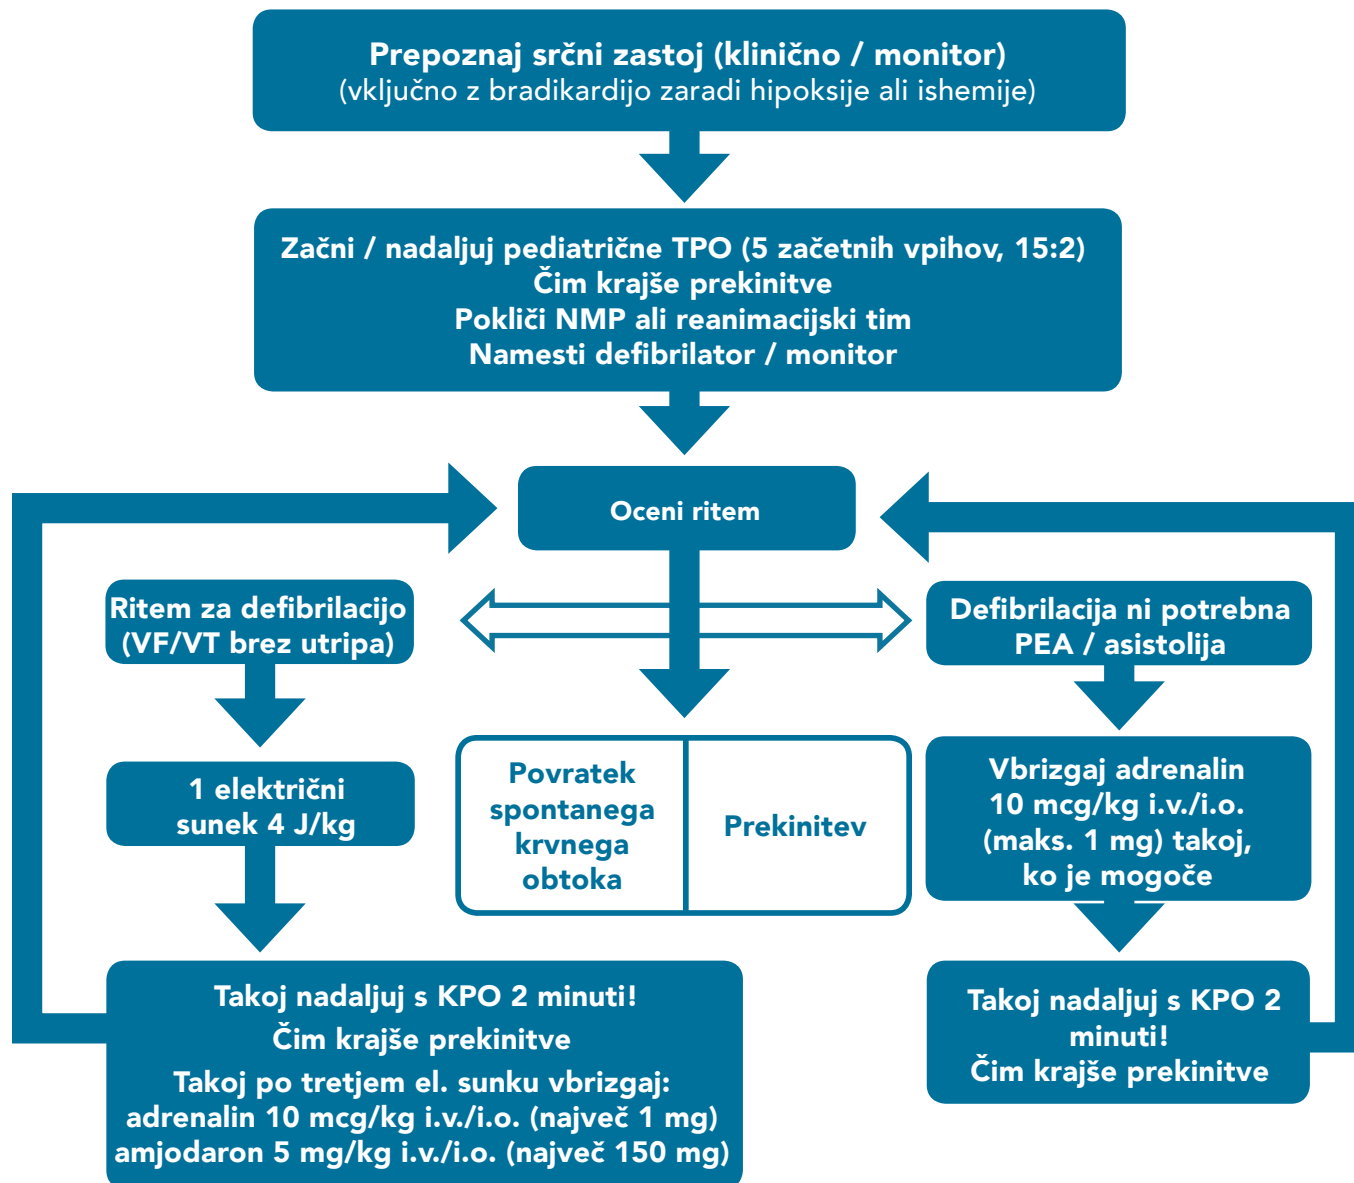 Prepoznaj srčni zastoj (klinično / monitor)
(vključno z bradikardijo zaradi hipoksije ali ishemije)
Začni / nadaljuj pediatrične TPO (5 začetnih vpihov, 15:2)
Čim krajše prekinitve
Pokliči NMP ali reanimacijski tim
Namesti defibrilator / monitor
Oceni ritem
Ritem za defibrilacijo
(VF/VT brez utripa)
1 električni
sunek 4 J/kg
Takoj nadaljuj s KPO 2 minuti!
Čim krajše prekinitve
Takoj po tretjem el. sunku vbrizgaj:
adrenalin 10 mcg/kg i.v./i.o. (največ 1 mg)
amjodaron 5 mg/kg i.v./i.o. (največ 150 mg)
Povratek
spontanega
krvnega
obtoka
Prekinitev
Defibrilacija ni potrebna
PEA / asistolija
Vbrizgaj adrenalin
10 mcg/kg i.v./i.o.
(maks. 1 mg) takoj,
ko je mogoče
Takoj nadaljuj s KPO 2
minuti!
Čim krajše prekinitve